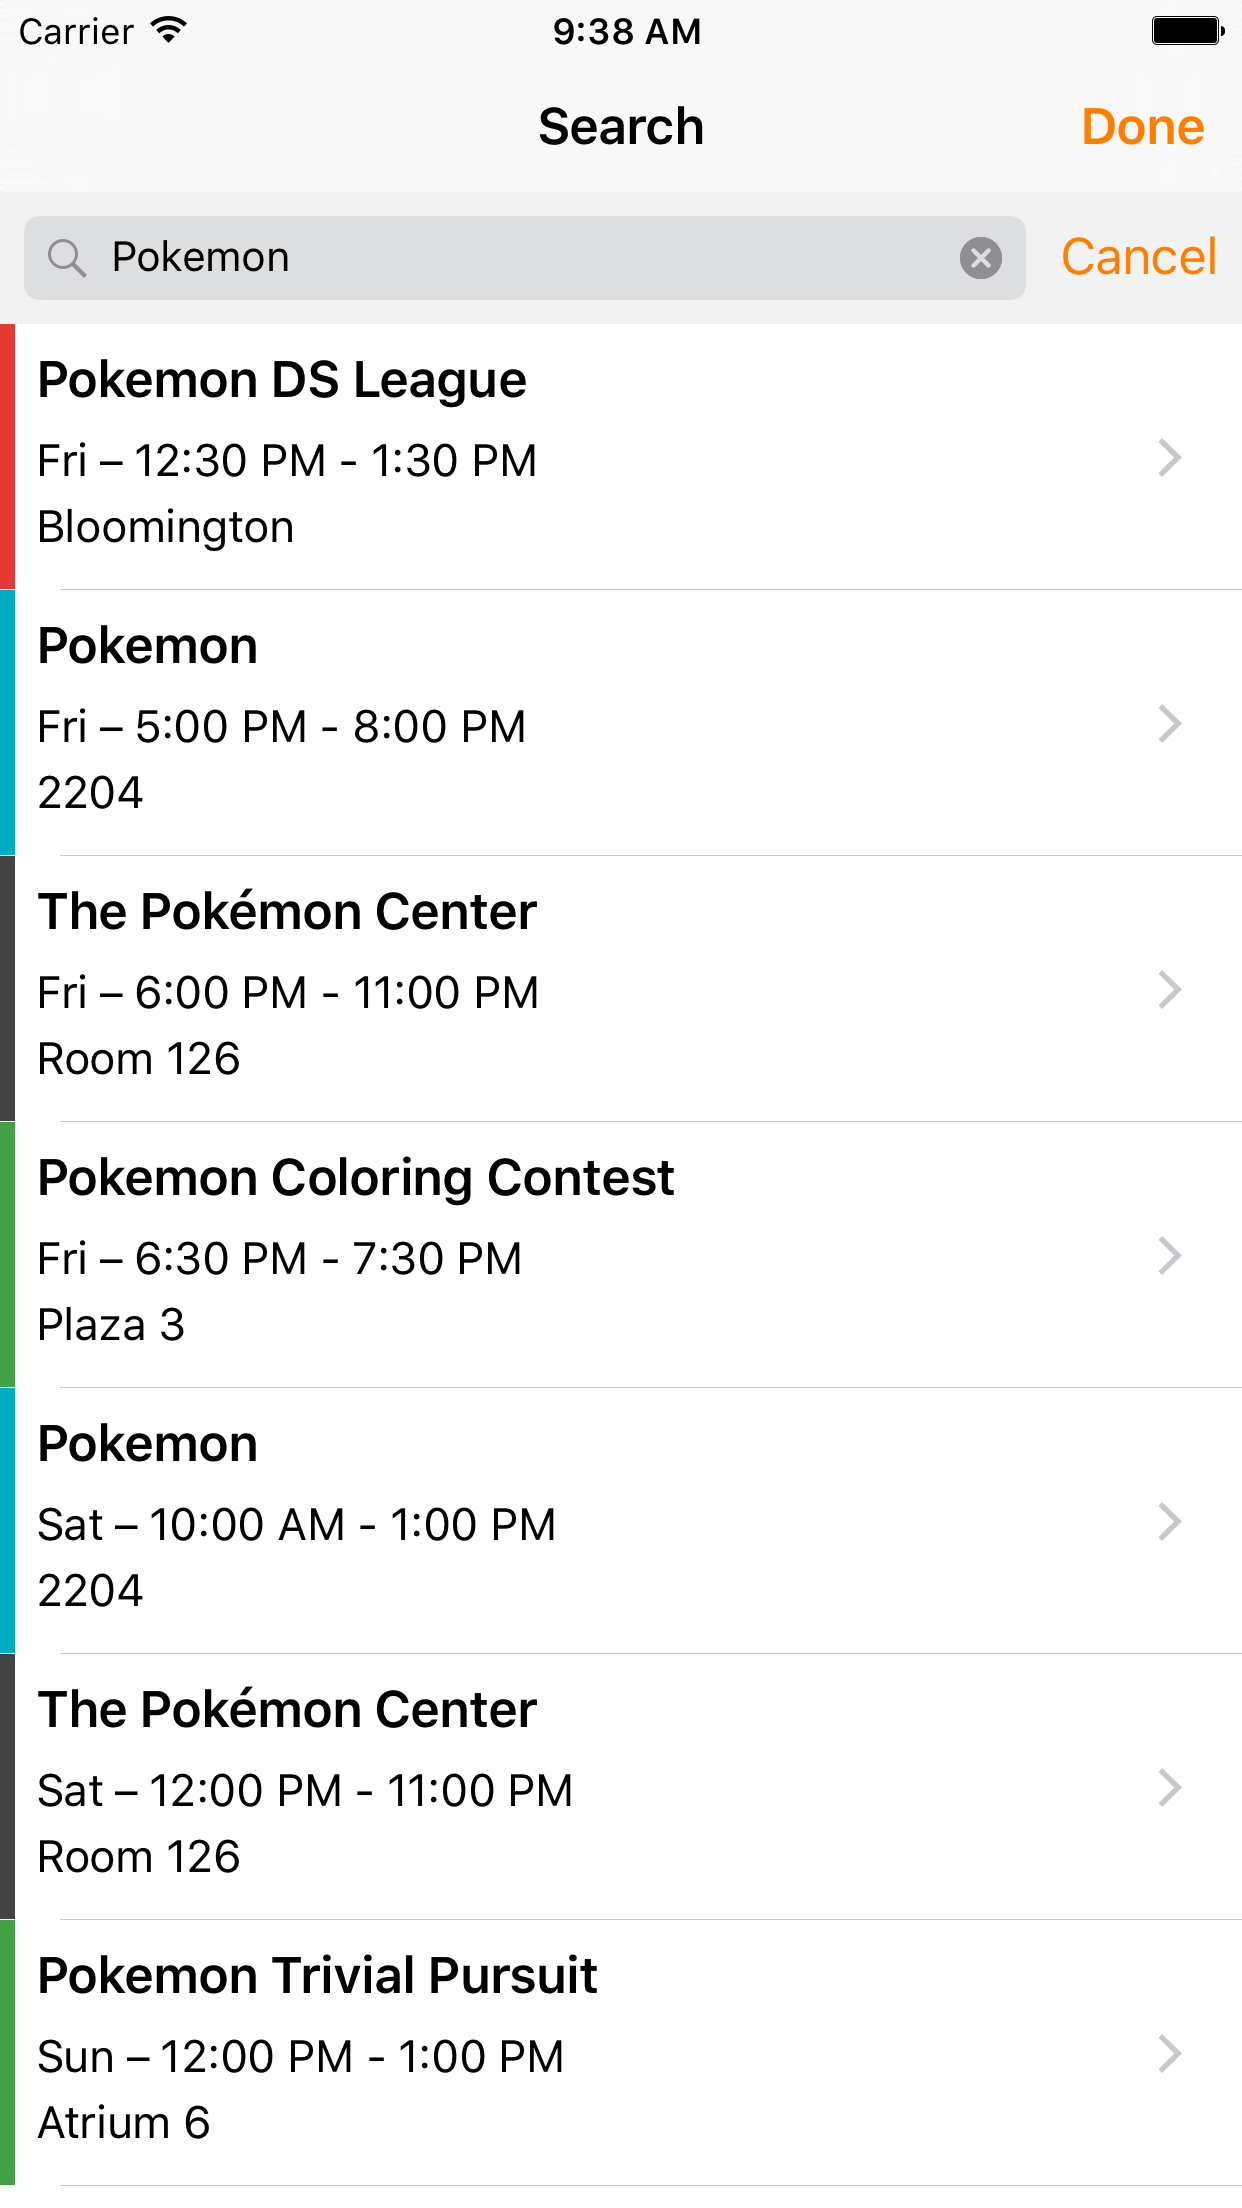 Carrier
9:38 AM
Search
Done
Pokemon
Cancel
Pokemon DS League
Fri – 12:30 PM - 1:30 PM
Bloomington
Pokemon
Fri – 5:00 PM - 8:00 PM
2204
The Pokémon Center
Fri – 6:00 PM - 11:00 PM
Room 126
Pokemon Coloring Contest
Fri – 6:30 PM - 7:30 PM
Plaza 3
Pokemon
Sat – 10:00 AM - 1:00 PM
2204
The Pokémon Center
Sat – 12:00 PM - 11:00 PM
Room 126
Pokemon Trivial Pursuit
Sun – 12:00 PM - 1:00 PM
Atrium 6